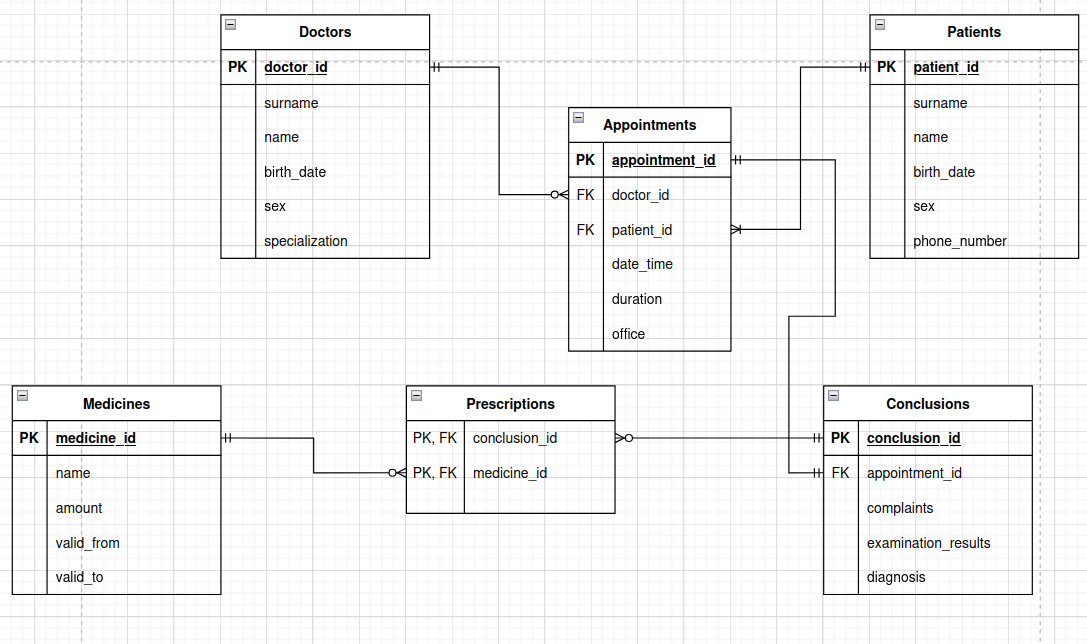 Doctors
PK doctor_id
surname
name
birth_date
sex
specialization
Patients
PK patient_id
surname
name
birth_date
sex
phone_number
Appointments
PK appointment_id
FK doctor_id
FK patient_id
date_time
duration
office
Medicines
PK medicine_id
name
amount
valid_from
valid_to
Prescriptions
PK, FK conclusion_id
PK, FK medicine_id
Conclusions
PK conclusion_id
FK appointment_id
complaints
examination_results
diagnosis